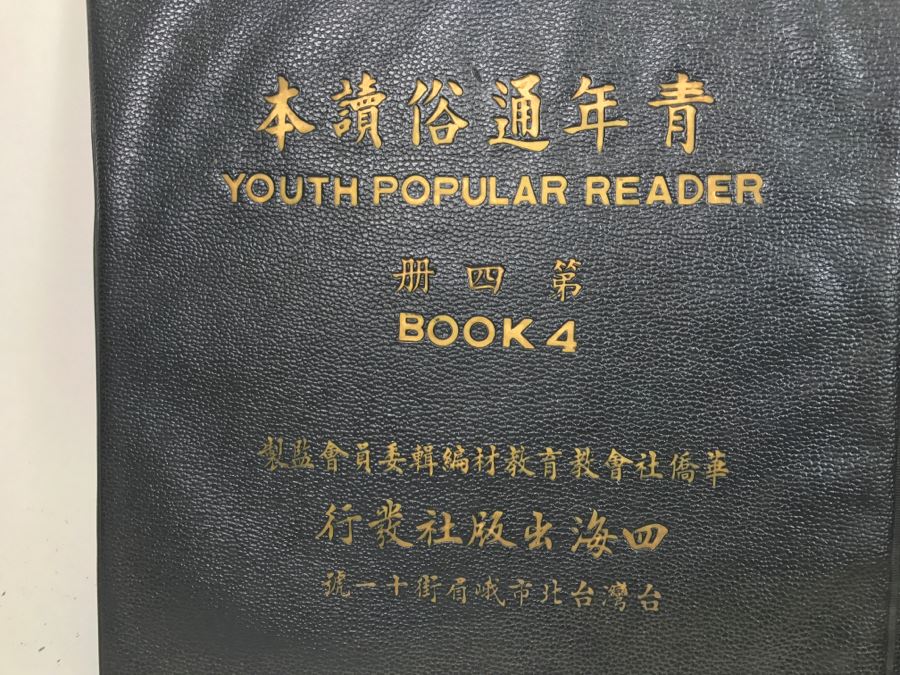 青年通俗讀本
YOUTH POPULAR READER
第四册
BOOK 4
華僑社會教育教材編輯委員會監製
四海出版社發行
台灣台北市峨眉街十一號